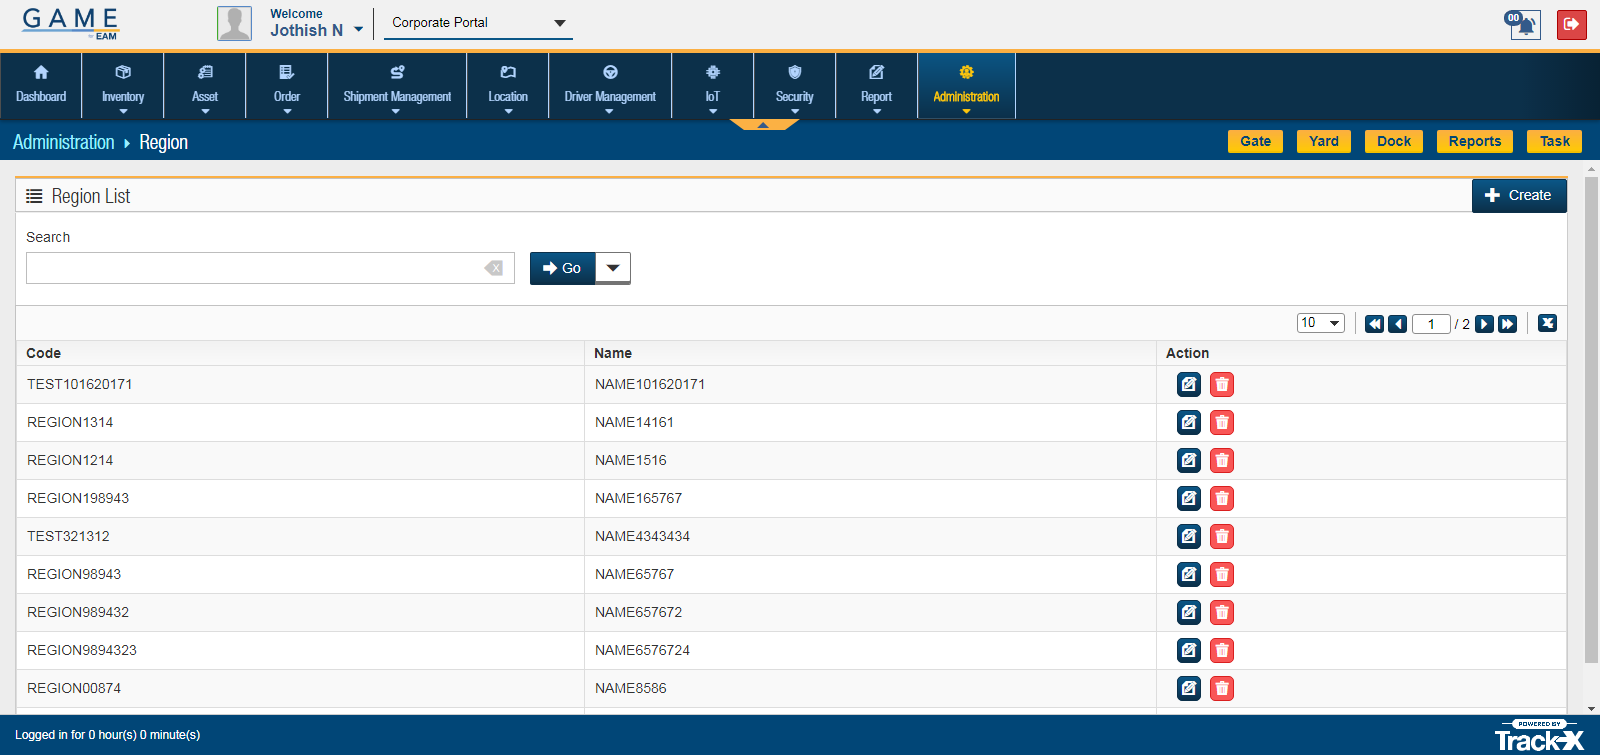 GAME
EAM
Welcome
Jothish N
Corporate Portal
00
Dashboard
Inventory
Asset
Order
Shipment Management
Location
Driver Management
IoT
Security
Report
Administration
Administration Region
Gate
Yard
Dock
Reports
Task
Region List
Create
Search
Go
10
1 / 2
Code Name Action
TEST101620171 NAME101620171
REGION1314 NAME14161
REGION1214 NAME1516
REGION198943 NAME165767
TEST321312 NAME4343434
REGION98943 NAME65767
REGION989432 NAME657672
REGION9894323 NAME6576724
REGION00874 NAME8586
Logged in for 0 hour(s) 0 minute(s)
POWERED BY
Track-X